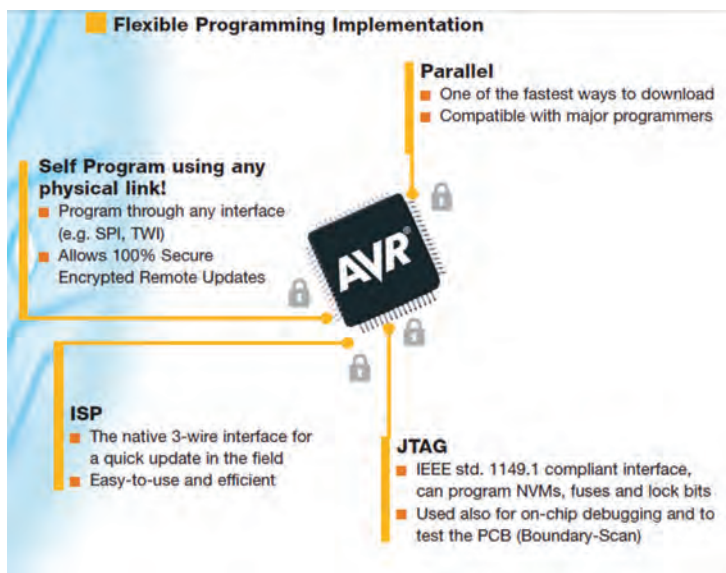 Flexible Programming Implementation
Parallel
One of the fastest ways to download
Compatible with major programmers
Self Program using any
physical link!
Program through any interface
(e.g. SPI, TWI)
Allows 100% Secure
Encrypted Remote Updates
AVR®
ISP
The native 3-wire interface for
a quick update in the field
Easy-to-use and efficient
JTAG
IEEE std. 1149.1 compliant interface,
can program NVMs, fuses and lock bits
Used also for on-chip debugging and to
test the PCB (Boundary-Scan)